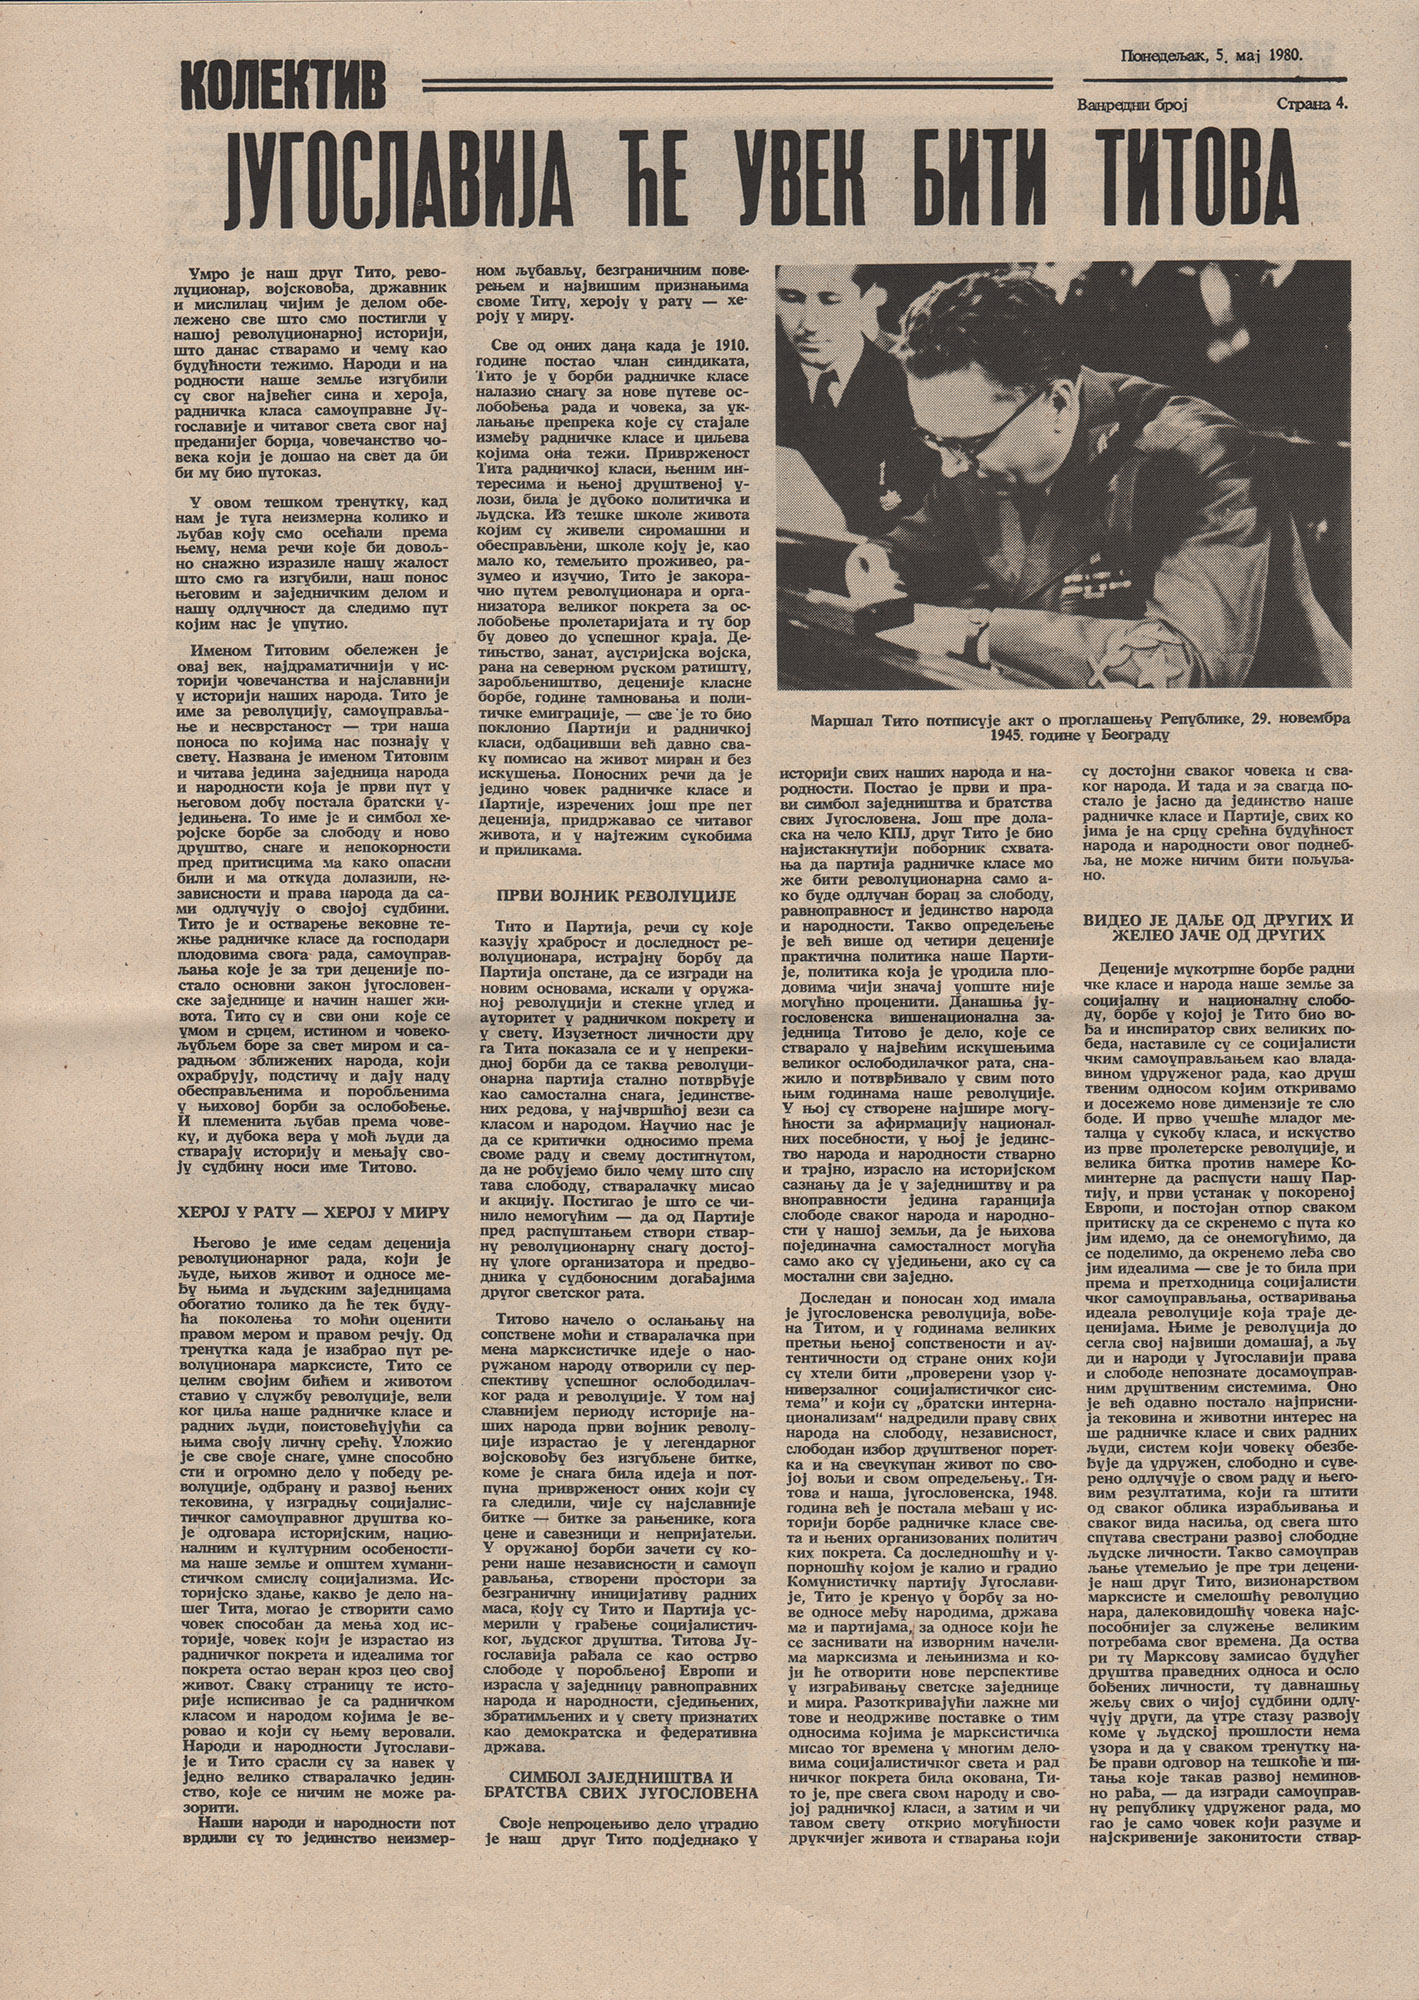 КОЛЕКТИВ
Понедељак, 5. мај 1980.
Ванредни број Страна 4.
ЈУГОСЛАВИЈА ЋЕ УВЕК БИТИ ТИТОВА
Умро је наш друг Тито, рево-
луционар, војсковођа, државник
и мислилац чијим је делом обе-
лежено све што смо постигли у
нашој револуционарној историји,
што данас стварамо и чему као
будућности тежимо. Народи и на
родности наше земље изгубили
су свог највећег сина и хероја,
радничка класа самоуправне Ју-
гославије и читавог света свог нај
преданијег борца, човечанство чо-
века који је дошао на свет да би
би му био путоказ.
У овом тешком тренутку, кад
нам је туга неизмерна колико и
љубав коју смо осећали према
њему, нема речи које би довољ-
но снажно изразиле нашу жалост
што смо га изгубили, наш понос
његовим и заједничким делом и
нашу одлучност да следимо пут
којим нас је упутио.
Именом Титовим обележен је
овај век, најдраматичнији у ис-
торији човечанства и најславнији
у историји наших народа. Тито је
име за револуцију, самоуправља-
ње и несврстаност — три наша
поноса по којима нас познају у
свету. Названа је именом Титовим
и читава једина заједница народа
и народности која је први пут у
његовом добу постала братски у-
једињена. То име је и симбол хе-
ројске борбе за слободу и ново
друштво, снаге и непокорности
пред притисцима ма како опасни
били и ма откуда долазили, не-
зависности и права народа да са-
ми одлучују о својој судбини.
Тито је и остварење вековне те-
жње радничке класе да господари
плодовима свога рада, самоуправ-
љања које је за три деценије по-
стало основни закон југословен-
ске заједнице и начин нашег жи-
вота. Тито су и сви они које се
умом и срцем, истином и човеко-
љубљем боре за свет миром и са-
радњом зближених народа, који
охрабрују, подстичу и дају наду
обесправљенима и поробљенима
у њиховој борби за ослобођење.
И племенита љубав према чове-
ку, и дубока вера у моћ људи да
стварају историју и мењају сво-
ју судбину носи име Титово.
ХЕРОЈ У РАТУ — ХЕРОЈ У МИРУ
Његово је име седам деценија
револуционарног рада, који је
људе, њихов живот и односе ме-
ђу њима и људским заједницама
обогатио толико да ће тек буду-
ћа поколења то моћи оценити
правом мером и правом речју. Од
тренутка када је изабрао пут ре-
волуционара марксисте, Тито се
целим својим бићем и животом
ставио у службу револуције, вели
ког циља наше радничке класе и
радних људи, поистовећујући са
њима своју личну срећу. Уложио
је све своје снаге, умне способно
сти и огромно дело у победу ре-
волуције, одбрану и развој њених
тековина, у изградњу социјалис-
тичког самоуправног друштва ко-
је одговара историјским, нацио-
налним и културним особености-
ма наше земље и општем хумани-
стичком смислу социјализма. Ис-
торијско здање, какво је дело на-
шег Тита, могао је створити само
човек способан да мења ход ис-
торије, човек који је израстао из
радничког покрета и идеалима тог
покрета остао веран кроз цео свој
живот. Сваку страницу те исто-
рије исписивао је са радничком
класом и народом којима је ве-
ровао и који су њему веровали.
Народи и народности Југослави-
је и Тито срасли су за навек у
једно велико стваралачко једин-
ство, које се ничим не може ра-
зорити.
Наши народи и народности пот
врдили су то јединство неизмер-
ном љубављу, безграничним пове-
рењем и највишим признањима
своме Титу, хероју у рату — хе-
роју у миру.
Све од оних дана када је 1910.
године постао члан синдиката,
Тито је у борби радничке класе
налазио снагу за нове путеве ос-
лобођења рада и човека, за ук-
лањање препрека које су стајале
између радничке класе и циљева
којима она тежи. Приврженост
Тита радничкој класи, њеним ин-
тересима и њеној друштвеној у-
лози, била је дубоко политичка и
људска. Из тешке школе живота
којим су живели сиромашни и
обесправљени, школе коју је, као
мало ко, темељито проживео, ра-
зумео и изучио, Тито је закора-
чио путем револуционара и орга-
низатора великог покрета за ос-
лобођење пролетаријата и ту бор
бу довео до успешног краја. Де-
тињство, занат, аустријска војска,
рана на северном руском ратишту,
заробљеништво, деценије класне
борбе, године тамновања и поли-
тичке емиграције, — све је то био
поклонио Партији и радничкој
класи, одбацивши већ давно сва-
ку помисао на живот миран и без
искушења. Поносних речи да је
једино човек радничке класе и
Партије, изречених још пре пет
деценија, придржавао се читавог
живота, и у најтежим сукобима
и приликама.
ПРВИ ВОЈНИК РЕВОЛУЦИЈЕ
Тито и Партија, речи су које
казују храброст и доследност ре-
волуционара, истрајну борбу да
Партија опстане, да се изгради на
новим основама, искали у оружа-
ној револуцији и стекне углед и
ауторитет у радничком покрету и
у свету. Изузетност личности дру
га Тита показала се и у непреки-
дној борби да се таква револуци-
онарна партија стално потврђује
као самостална снага, јединстве-
них редова, у најчвршћој вези са
класом и народом. Научио нас је
да се критички односимо према
своме раду и свему достигнутом,
да не робујемо било чему што спу
тава слободу, стваралачку мисао
и акцију. Постигао је што се чи-
нило немогућим — да од Партије
пред распуштањем створи ствар-
ну револуционарну снагу достој-
ну улоге организатора и предво-
дника у судбоносним догађајима
другог светског рата.
Титово начело о ослањању на
сопствене моћи и стваралачка при
мена марксистичке идеје о нао-
ружаном народу отворили су пер-
спективу успешног ослободилач-
ког рада и револуције. У том нај
славнијем периоду историје на-
ших народа први војник револу-
ције израстао је у легендарног
војсковођу без изгубљене битке,
коме је снага била идеја и пот-
пуна приврженост оних који су
га следили, чије су најславније
битке — битке за рањенике, кога
цене и савезници и непријатељи.
У оружаној борби зачети су ко-
рени наше независности и самоуп
рављања, створени простори за
безграничну иницијативу радних
маса, коју су Тито и Партија ус-
мерили у грађење социјалистич-
ког, људског друштва. Титова Ју-
гославија рађала се као острво
слободе у поробљеној Европи и
израсла у заједницу равноправних
народа и народности, сједињених,
збратимљених и у свету признатих
као демократска и федеративна
држава.
СИМБОЛ ЗАЈЕДНИШТВА И
БРАТСТВА СВИХ ЈУГОСЛОВЕНА
Своје непроцењиво дело уградио
је наш друг Тито подједнако у
Маршал Тито потписује акт о проглашењу Републике, 29. новембра
1945. године у Београду
историји свих наших народа и на-
родности. Постао је први и пра-
ви симбол заједништва и братства
свих Југословена. Још пре дола-
ска на чело КПЈ, друг Тито је био
најистакнутији поборник схвата-
ња да партија радничке класе мо
же бити револуционарна само а-
ко буде одлучан борац за слободу,
равноправност и јединство народа
и народности. Такво опредељење
је већ више од четири деценије
практична политика наше Парти-
је, политика која је уродила пло-
довима чији значај уопште није
могућно проценити. Данашња ју-
гословенска вишенационална за-
једница Титово је дело, које се
стварало у највећим искушењима
великог ослободилачког рата, сна-
жило и потврђивало у свим пото
њим годинама наше револуције.
У њој су створене најшире могу-
ћности за афирмацију национал-
них посебности, у њој је јединс-
тво народа и народности стварно
и трајно, израсло на историјском
сазнању да је у заједништву и ра
вноправности једина гаранција
слободе сваког народа и народно-
сти у нашој земљи, да је њихова
појединачна самосталност могућа
само ако су уједињени, ако су са
мостални сви заједно.
Доследан и поносан ход имала
је југословенска револуција, вође-
на Титом, и у годинама великих
претњи њеној сопствености и ау-
тентичности од стране оних који
су хтели бити „проверени узор у-
ниверзалног социјалистичког сис-
тема” и који су „братски интерна-
ционализам“ надредили праву свих
народа на слободу, независност,
слободан избор друштвеног порет-
ка и на свеукупан живот по сво-
јој вољи и свом опредељењу. Ти-
това и наша, југословенска, 1948.
година већ је постала међаш у ис-
торији борбе радничке класе све-
та и њених организованих политич
ких покрета. Са доследношћу и у-
порношћу којом је калио и градио
Комунистичку партију Југослави-
је, Тито је кренуо у борбу за но-
ве односе међу народима, држава
ма и партијама, за односе који ће
се заснивати на изворним начели-
ма марксизма и лењинизма и ко-
ји ће отворити нове перспективе
у изграђивању светске заједнице
и мира. Разоткривајући лажне ми
тове и неодрживе поставке о тим
односима којима је марксистичка
мисао тог времена у многим дело-
вима социјалистичког света и рад
ничког покрета била окована, Ти-
то је, пре свега свом народу и сво-
јој радничкој класи, а затим и чи
тавом свету открио могућности
друкчијег живота и стварања који
су достојни сваког човека и сва-
ког народа. И тада и за свагда по-
стало је јасно да јединство наше
радничке класе и Партије, свих ко
јима је на срцу срећна будућност
народа и народности овог поднеб-
ља, не може ничим бити пољуља-
но.
ВИДЕО ЈЕ ДАЉЕ ОД ДРУГИХ И
ЖЕЛЕО ЈАЧЕ ОД ДРУГИХ
Деценије мукотрпне борбе радни
чке класе и народа наше земље за
социјалну и националну слобо-
ду, борбе у којој је Тито био во-
ђа и инспиратор свих великих по-
беда, наставиле су се социјалисти
чким самоуправљањем као влада-
вином удруженог рада, као друш
твеним односом којим откривамо
и досежемо нове димензије те сло
боде. И прво учешће младог ме-
талца у сукобу класа, и искуство
из прве пролетерске револуције, и
велика битка против намере Ко-
минтерне да распусти нашу Пар-
тију, и први устанак у покореној
Европи, и постојан отпор сваком
притиску да се скренемо с пута ко
јим идемо, да се онемогућимо, да
се поделимо, да окренемо леђа сво
јим идеалима — све је то била при
према и претходница социјалисти
чког самоуправљања, остваривања
идеала револуције која траје де-
ценијама. Њиме је револуција до
сегла свој највиши домашај, а љу
ди и народи у Југославији права
и слободе непознате досамоуправ-
ним друштвеним системима. Оно
је већ одавно постало најприсни-
ја тековина и животни интерес на
ше радничке класе и свих радних
људи, систем који човеку обезбе-
ђује да удружен, слободно и суве-
рено одлучује о свом раду и њего-
вим резултатима, који га штити
од сваког облика израбљивања и
сваког вида насиља, од свега што
спутава свестрани развој слободне
људске личности. Такво самоуправ
љање утемељио је пре три децени-
је наш друг Тито, визионарством
марксисте и смелошћу револуцио
нара, далековидошћу човека најс-
пособнијег за служење великим
потребама свог времена. Да оства
ри ту Марксову замисао будућег
друштва праведних односа и осло
бођених личности, ту давнашњу
жељу свих о чијој судбини одлу-
чују други, да утре стазу развоју
коме у људској прошлости нема
узора и да у сваком тренутку на-
ђе прави одговор на тешкоће и пи-
тања које такав развој неминов-
но рађа, — да изгради самоуправ-
ну републику удруженог рада, мо
гао је само човек који разуме и
најскривеније законитости ствар-